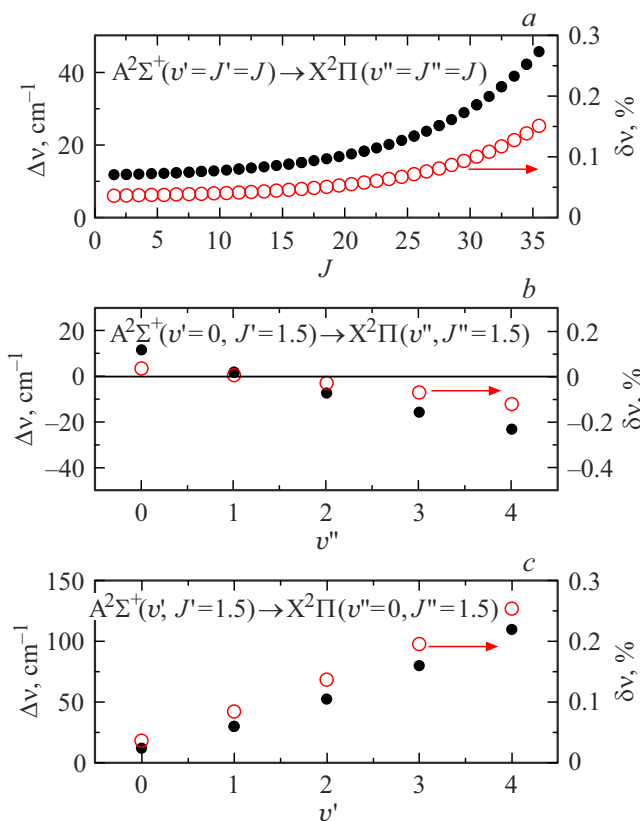 a
A²Σ⁺(v'=J'=J)→X²Π(v''=J''=J)
Δν, cm⁻¹
0
20
40
δν, %
0
0.1
0.2
0.3
0 5 10 15 20 25 30 35
J
b
A²Σ⁺(v'=0, J'=1.5)→X²Π(v'', J''=1.5)
Δν, cm⁻¹
20
0
–20
–40
δν, %
0.2
0
–0.2
–0.4
0 1 2 3 4
v''
c
A²Σ⁺(v', J'=1.5)→X²Π(v''=0, J''=1.5)
Δν, cm⁻¹
150
100
50
0
δν, %
0.3
0.2
0.1
0
0 1 2 3 4
v'